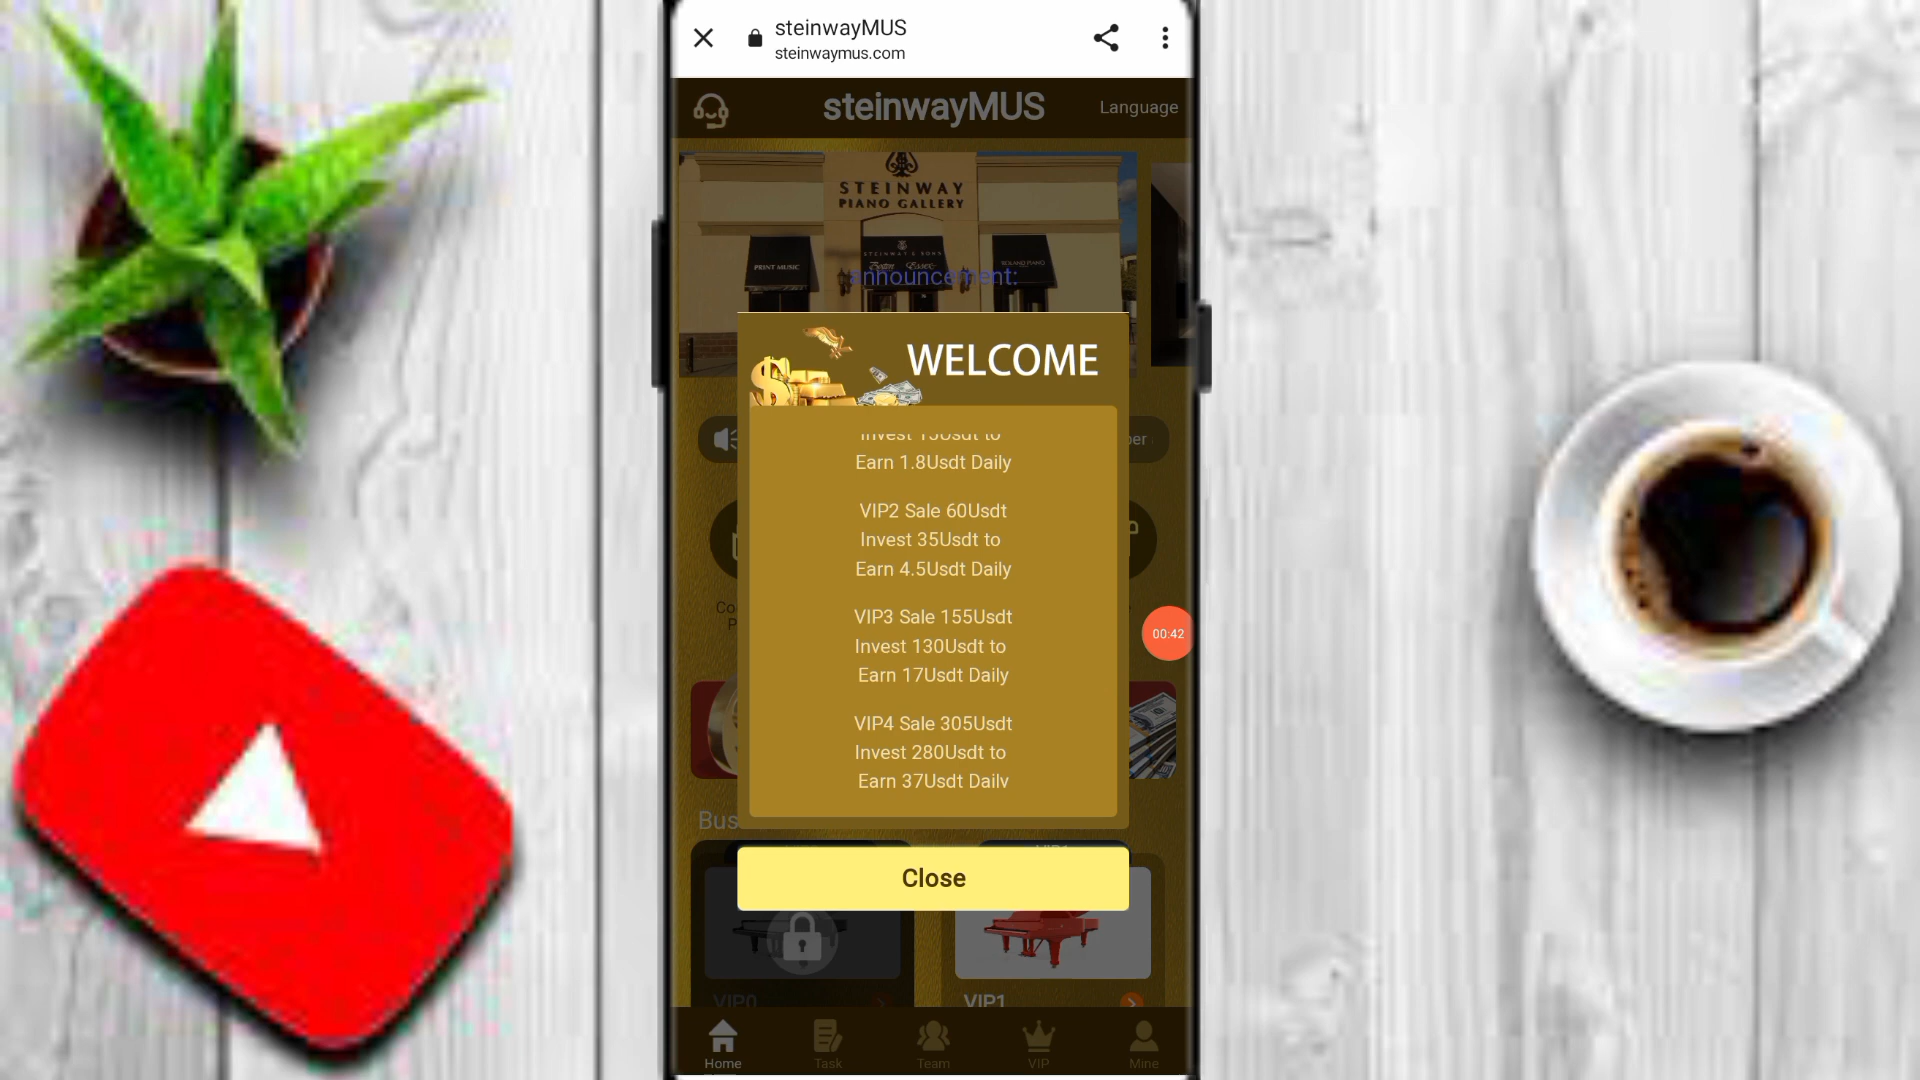 steinwayMUS
steinwaymus.com
steinwayMUS
Language
STEINWAY
PIANO GALLERY
STEINWAY & SONS
PRINT MUSIC
ROLAND PIANO
announcement:
WELCOME
Invest 15Usdt to
Earn 1.8Usdt Daily
VIP2 Sale 60Usdt
Invest 35Usdt to
Earn 4.5Usdt Daily
VIP3 Sale 155Usdt
Invest 130Usdt to
Earn 17Usdt Daily
00:42
VIP4 Sale 305Usdt
Invest 280Usdt to
Earn 37Usdt Daily
Close
VIP1
VIP0
VIP1
Home
Task
Team
VIP
Mine